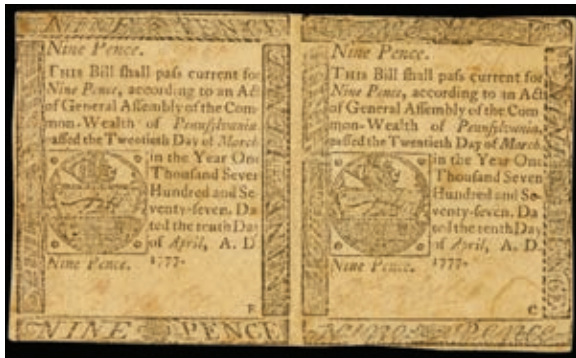 NINE PENCE
Nine Pence.
THIS Bill ſhall paſs current for
Nine Pence, according to an Act
of General Aſſembly of the Com
mon-Wealth of Pennſylvania
paſſed the Twentieth Day of March
in the Year One
Thouſand Seven
Hundred and Se-
venty-ſeven. Da
ted the tenth Day
of April, A. D.
1777.
Nine Pence.
NINE PENCE
Nine Pence.
THIS Bill ſhall paſs current for
Nine Pence, according to an Act
of General Aſſembly of the Com
mon-Wealth of Pennſylvania,
paſſed the Twentieth Day of March
in the Year One
Thouſand Seven
Hundred and Se-
venty-ſeven. Da
ted the tenth Day
of April, A. D.
1777.
Nine Pence.
C
Nine Pence